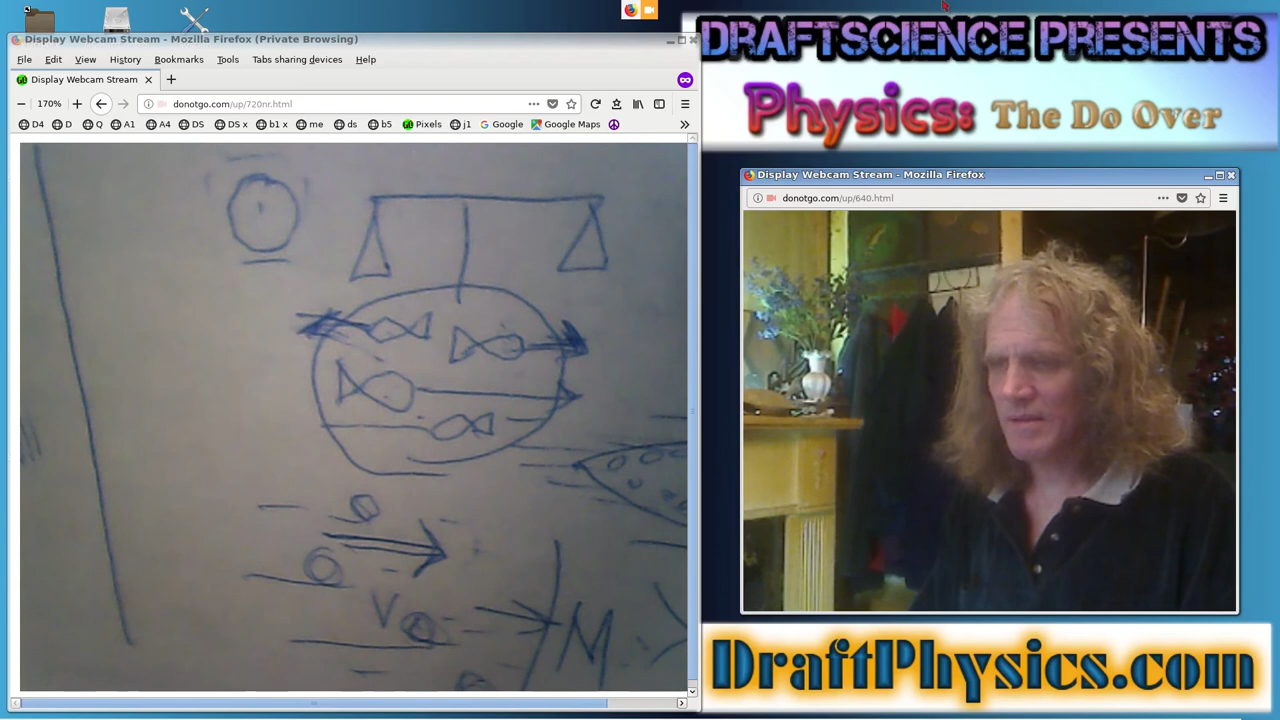 Display Webcam Stream - Mozilla Firefox (Private Browsing)
File Edit View History Bookmarks Tools Tabs sharing devices Help
Display Webcam Stream
170% donotgo.com/up/720nr.html
D4 D Q A1 A4 DS DS x b1 x me ds b5 Pixels j1 Google Google Maps
V
M
DRAFTSCIENCE PRESENTS
Physics: The Do Over
Display Webcam Stream - Mozilla Firefox
donotgo.com/up/640.html
DraftPhysics.com